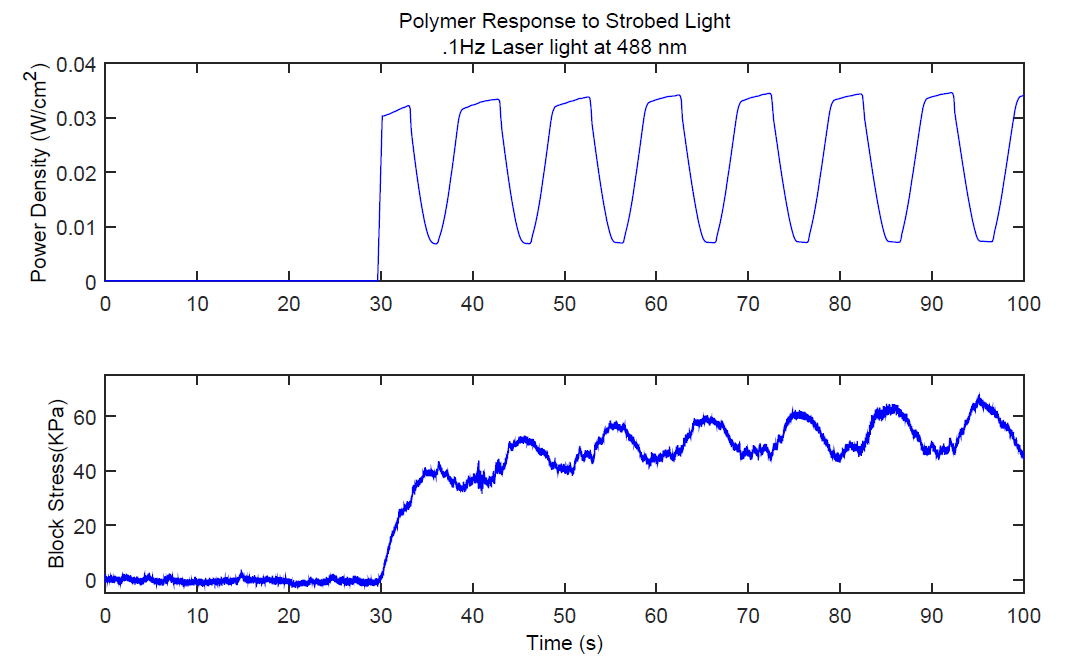 Polymer Response to Strobed Light
.1Hz Laser light at 488 nm
Power Density (W/cm²)
0.04
0.03
0.02
0.01
0
0 10 20 30 40 50 60 70 80 90 100
Block Stress(KPa)
60
40
20
0
0 10 20 30 40 50 60 70 80 90 100
Time (s)